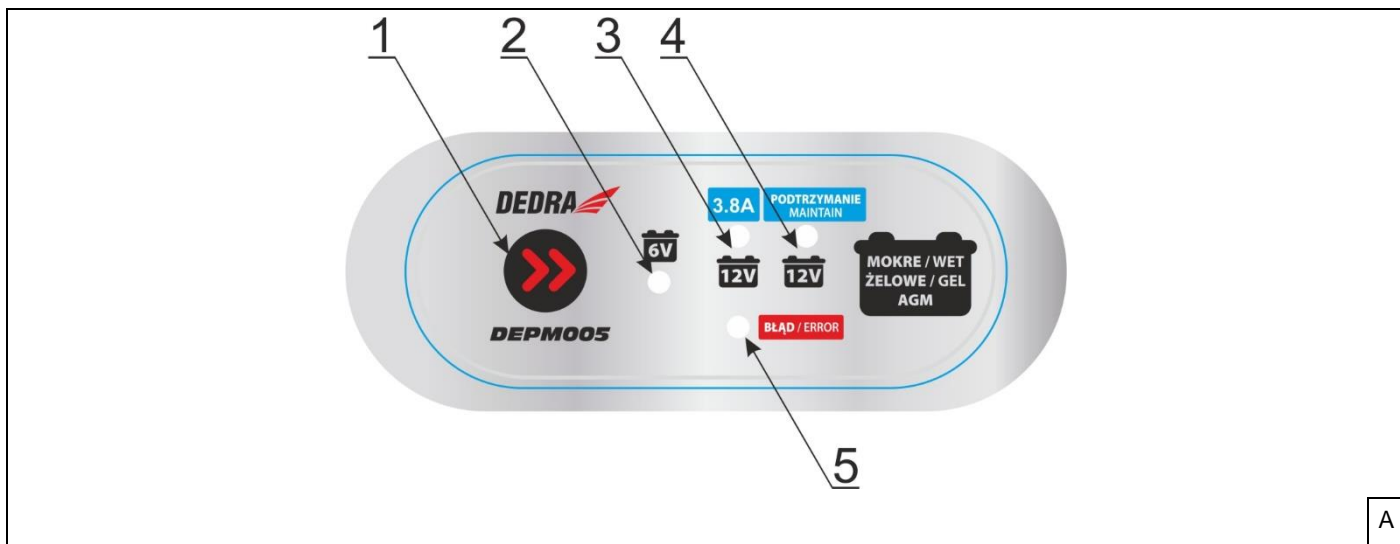 1
2
3
4
DEDRA
3.8A
PODTRZYMANIE
MAINTAIN
6V
12V
12V
MOKRE / WET
ŻELOWE / GEL
AGM
DEPM005
BŁĄD / ERROR
5
A